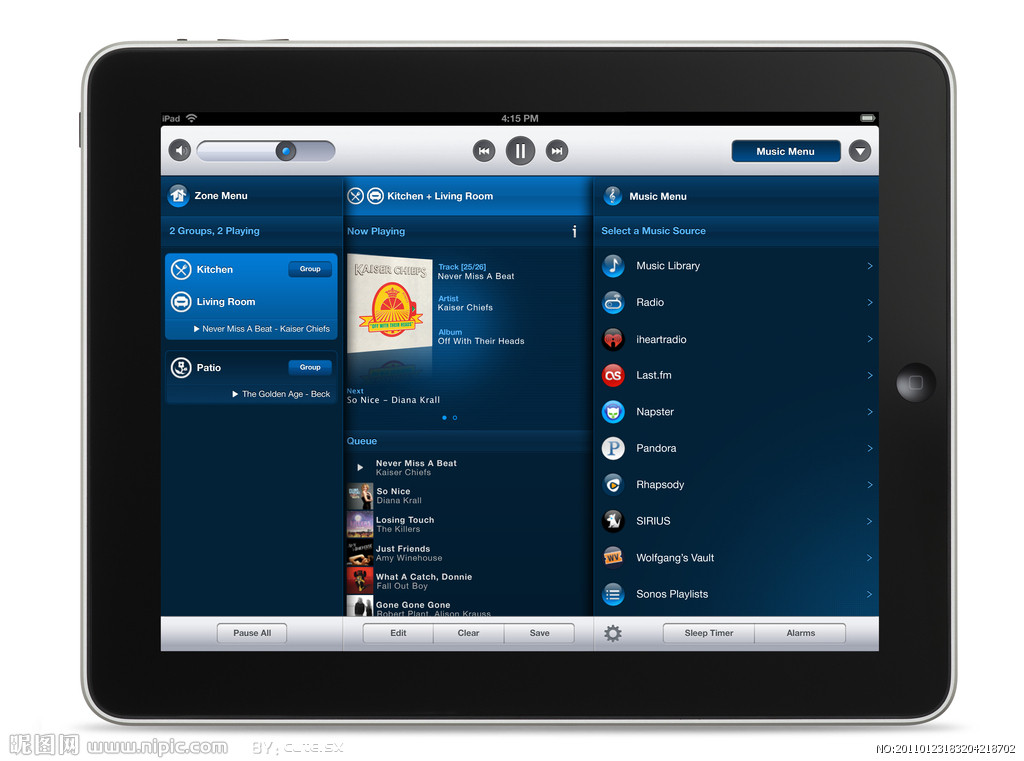 iPad
4:15 PM
Music Menu
Zone Menu
2 Groups, 2 Playing
Kitchen
Group
Living Room
Never Miss A Beat - Kaiser Chiefs
Patio
Group
The Golden Age - Beck
Pause All
Kitchen + Living Room
Now Playing
i
KAISER CHIEFS
"OFF WITH THEIR HEADS"
Track [25/26]
Never Miss A Beat
Artist
Kaiser Chiefs
Album
Off With Their Heads
Next
So Nice - Diana Krall
Queue
Never Miss A Beat
Kaiser Chiefs
So Nice
Diana Krall
Losing Touch
The Killers
Just Friends
Amy Winehouse
What A Catch, Donnie
Fall Out Boy
Gone Gone Gone
Robert Plant, Alison Krauss
Edit
Clear
Save
Music Menu
Select a Music Source
Music Library
Radio
iheartradio
Last.fm
Napster
P
Pandora
Rhapsody
SIRIUS
WV
Wolfgang's Vault
Sonos Playlists
Sleep Timer
Alarms
昵图网 www.nipic.com
NO:20110123183204218702